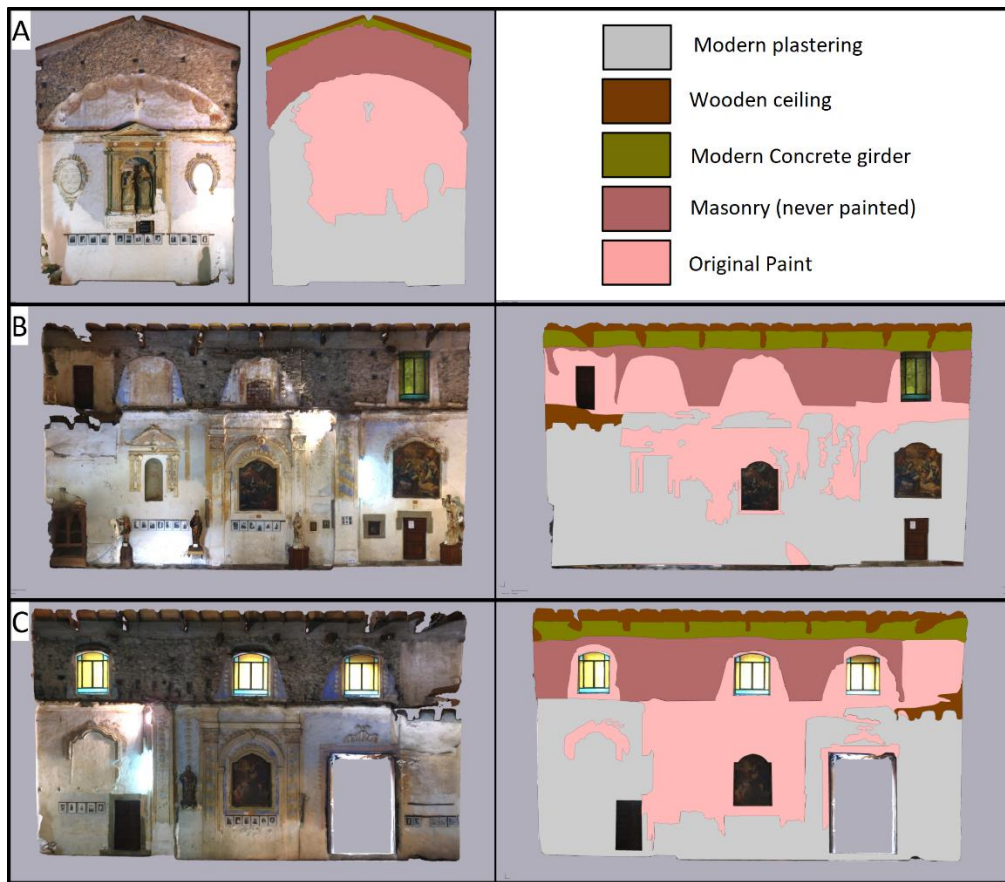 A
Modern plastering
Wooden ceiling
Modern Concrete girder
Masonry (never painted)
Original Paint
B
C